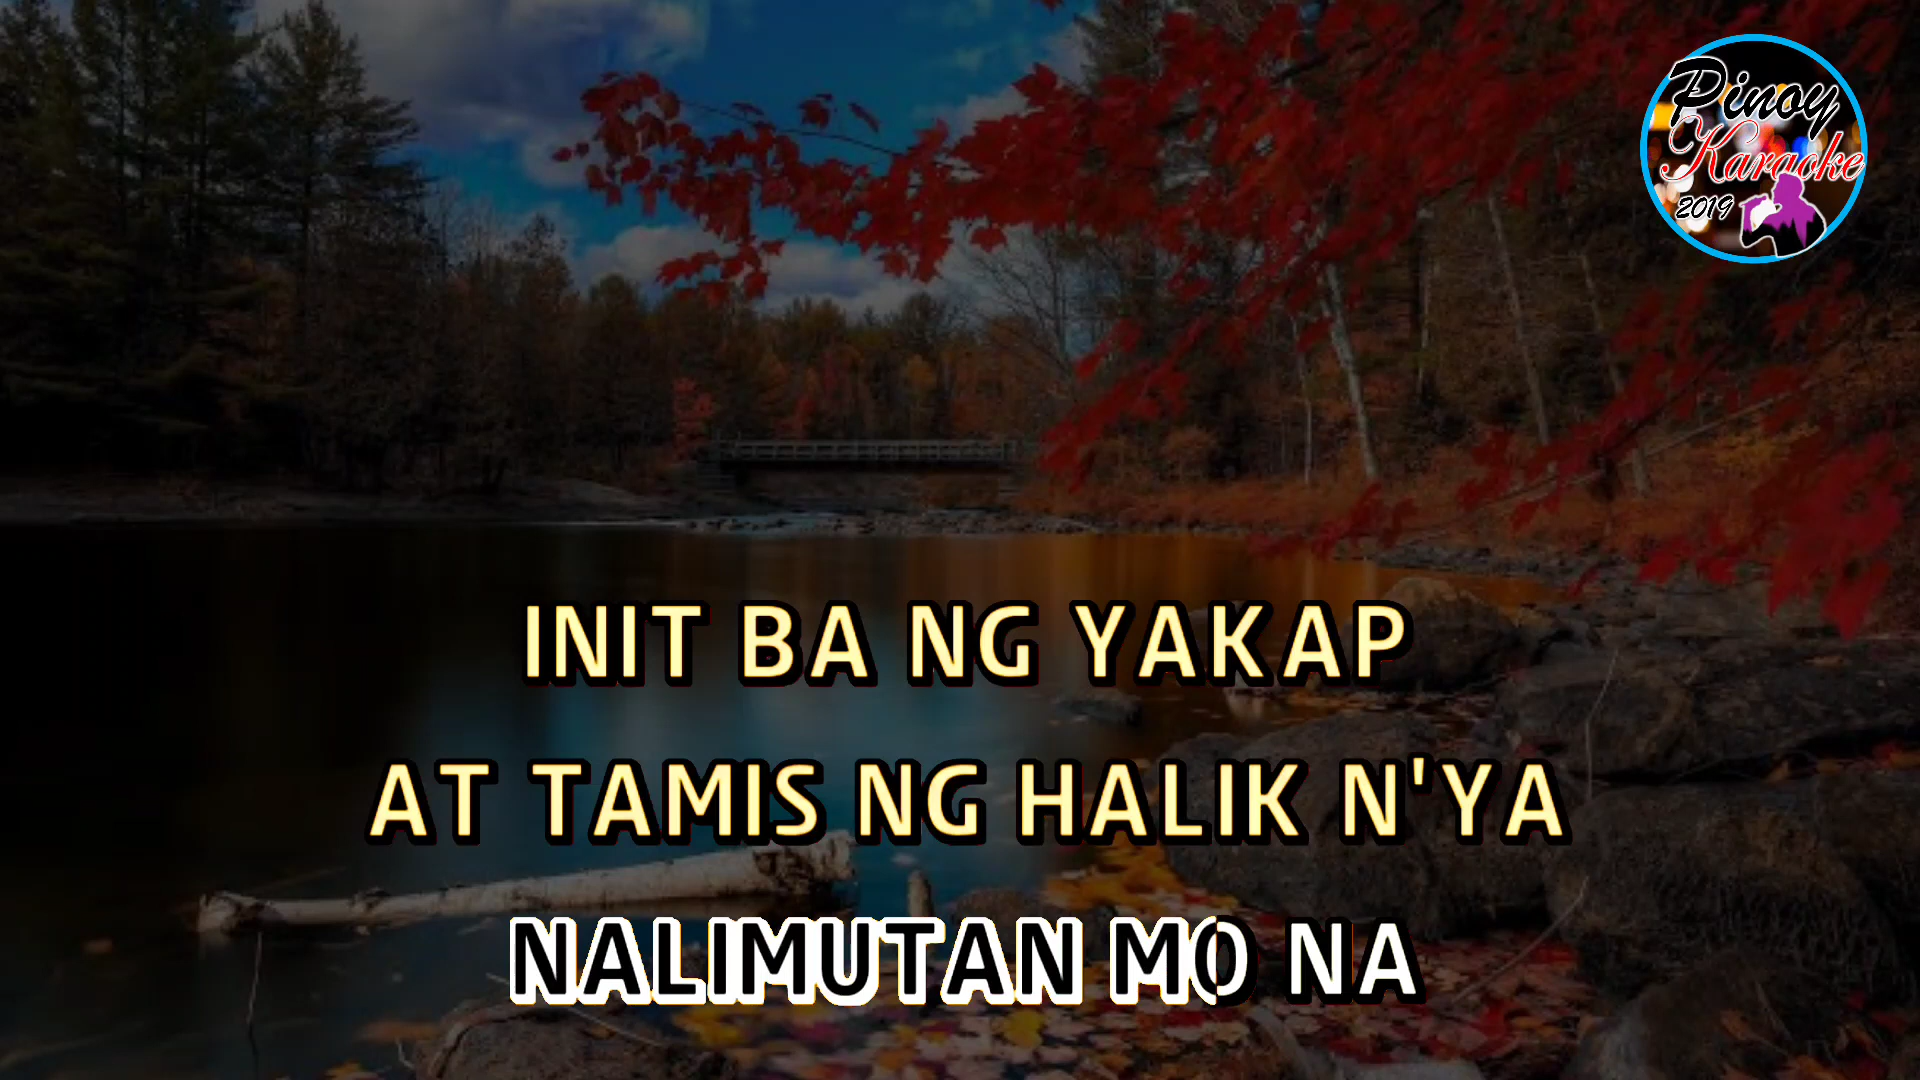 Pinoy
Karaoke
2019
INIT BA NG YAKAP
AT TAMIS NG HALIK N'YA
NALIMUTAN MO NA